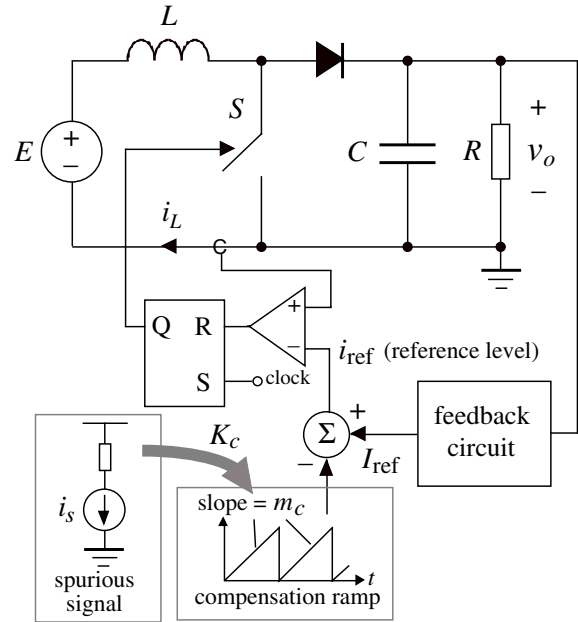 L
S
E
+
−
C
R
+
v_o
−
i_L
Q R
S
+
−
clock
i_ref (reference level)
Σ
+
−
I_ref
feedback
circuit
K_c
i_s
spurious
signal
slope = m_c
t
compensation ramp